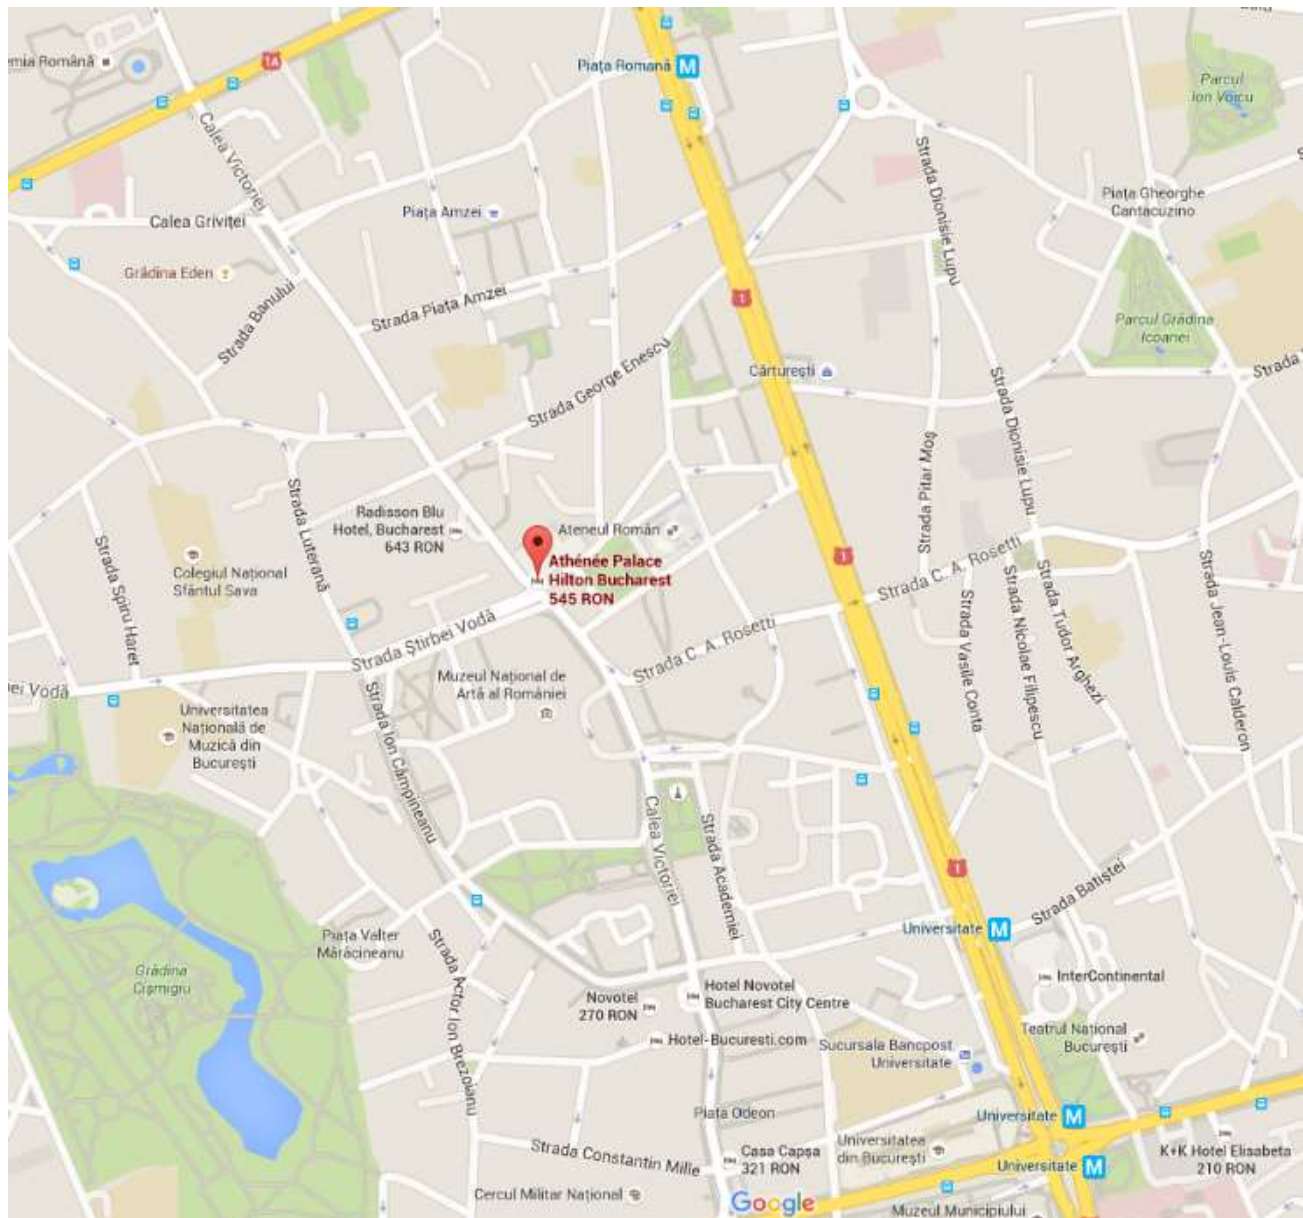 emia Română
1A
Piața Romană
M
Parcul
Ion Voicu
Calea Victoriei
Strada Dionisie Lupu
Piața Gheorghe
Cantacuzino
Calea Griviței
Piața Amzei
Grădina Eden
Strada Banului
Strada Piața Amzei
1
Parcul Grădina
Icoanei
Strada George Enescu
Cărturești
Strada
Strada Dionisie Lupu
Strada Pitar Moș
Strada Luterană
Radisson Blu
Hotel, Bucharest
643 RON
Ateneul Român
Athénée Palace
Hilton Bucharest
545 RON
1
Strada C. A. Rosetti
Strada Spiru Haret
Colegiul Național
Sfântul Sava
Strada Știrbei Vodă
Strada C. A. Rosetti
Strada Vasile Conta
Strada Nicolae Filipescu
Strada Tudor Arghezi
Strada Jean-Louis Calderon
bei Vodă
Muzeul Național de
Artă al României
Universitatea
Națională de
Muzică din
București
Strada Ion Câmpineanu
Calea Victoriei
Strada Academiei
1
Strada Batiștei
Universitate
M
Piața Valter
Mărăcineanu
Strada Actor Ion Brezoianu
Grădina
Cișmigiu
Novotel
270 RON
Hotel Novotel
Bucharest City Centre
InterContinental
Hotel-Bucuresti.com
Sucursala Bancpost
Universitate
Teatrul Național
București
Piața Odeon
Universitate
M
Strada Constantin Mille
Casa Capșa
321 RON
Universitatea
din București
Universitate
M
K+K Hotel Elisabeta
210 RON
Cercul Militar Național
Google
Muzeul Municipiului